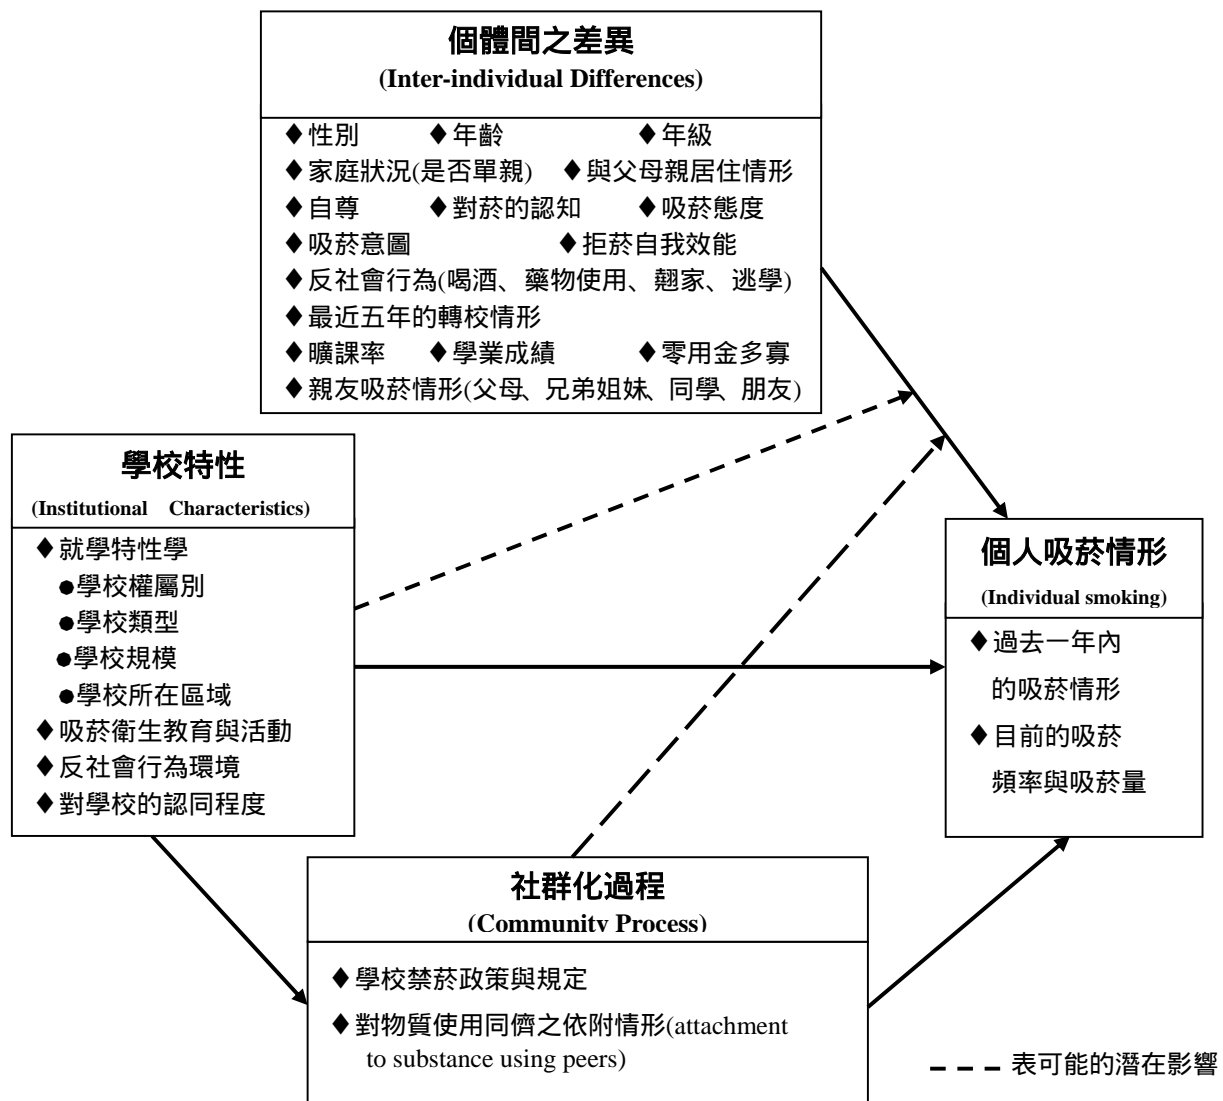 個體間之差異
(Inter-individual Differences)
◆性別 ◆年齡 ◆年級
◆家庭狀況(是否單親) ◆與父母親居住情形
◆自尊 ◆對菸的認知 ◆吸菸態度
◆吸菸意圖 ◆拒菸自我效能
◆反社會行為(喝酒、藥物使用、翹家、逃學)
◆最近五年的轉校情形
◆曠課率 ◆學業成績 ◆零用金多寡
◆親友吸菸情形(父母、兄弟姐妹、同學、朋友)
學校特性
(Institutional Characteristics)
◆就學特性學
●學校權屬別
●學校類型
●學校規模
●學校所在區域
◆吸菸衛生教育與活動
◆反社會行為環境
◆對學校的認同程度
個人吸菸情形
(Individual smoking)
◆過去一年內
的吸菸情形
◆目前的吸菸
頻率與吸菸量
社群化過程
(Community Process)
◆學校禁菸政策與規定
◆對物質使用同儕之依附情形(attachment
to substance using peers)
表可能的潛在影響